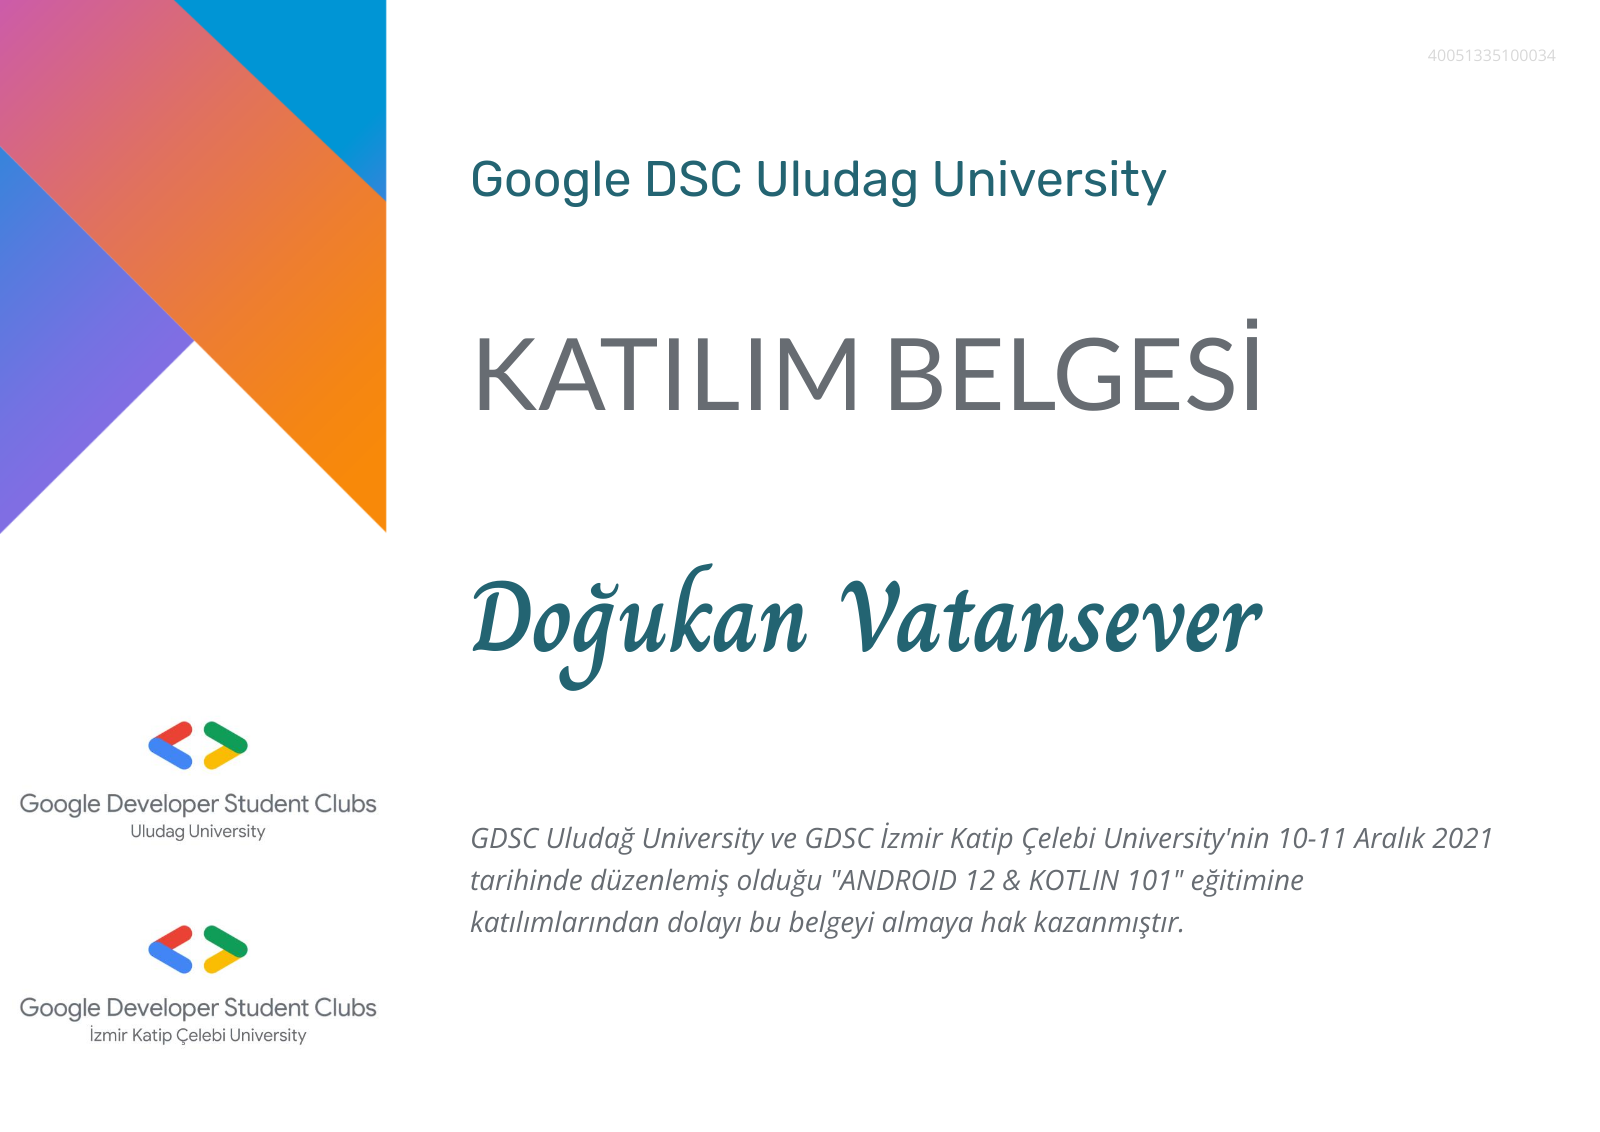 40051335100034
Google DSC Uludag University
KATILIM BELGESİ
Doğukan Vatansever
GDSC Uludağ University ve GDSC İzmir Katip Çelebi University'nin 10-11 Aralık 2021
tarihinde düzenlemiş olduğu "ANDROID 12 & KOTLIN 101" eğitimine
katılımlarından dolayı bu belgeyi almaya hak kazanmıştır.
Google Developer Student Clubs
Uludag University
Google Developer Student Clubs
İzmir Katip Çelebi University